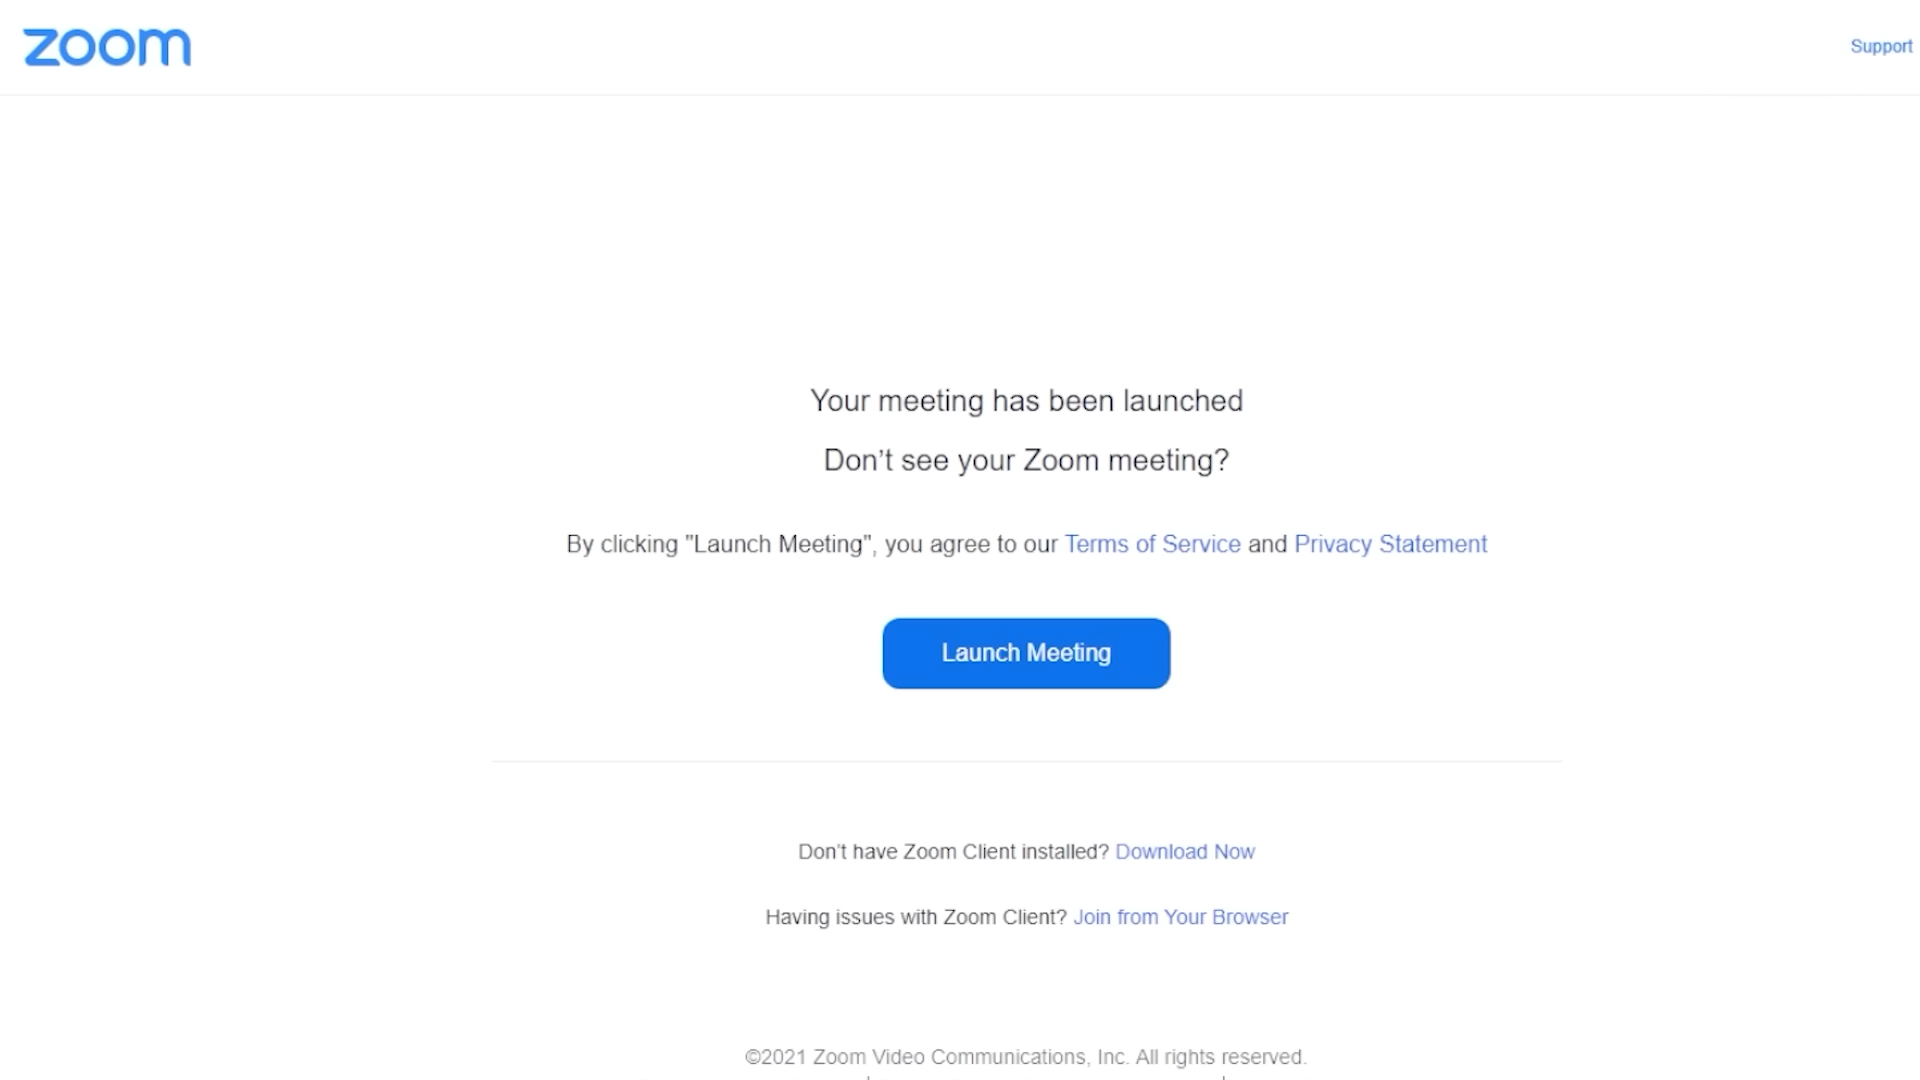 zoom
Support
Your meeting has been launched
Don’t see your Zoom meeting?
By clicking "Launch Meeting", you agree to our Terms of Service and Privacy Statement
Launch Meeting
Don’t have Zoom Client installed? Download Now
Having issues with Zoom Client? Join from Your Browser
©2021 Zoom Video Communications, Inc. All rights reserved.